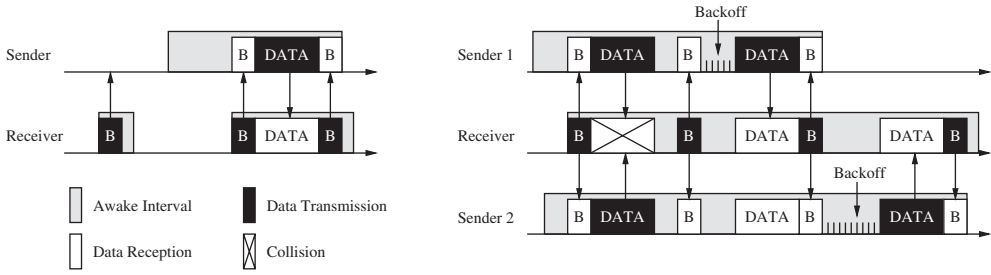 Sender
B DATA B
Receiver
B B DATA B
Awake Interval
Data Transmission
Data Reception
Collision
Backoff
Sender 1
B DATA B DATA B
Receiver
B B DATA B DATA B
Backoff
Sender 2
B DATA B DATA B DATA B